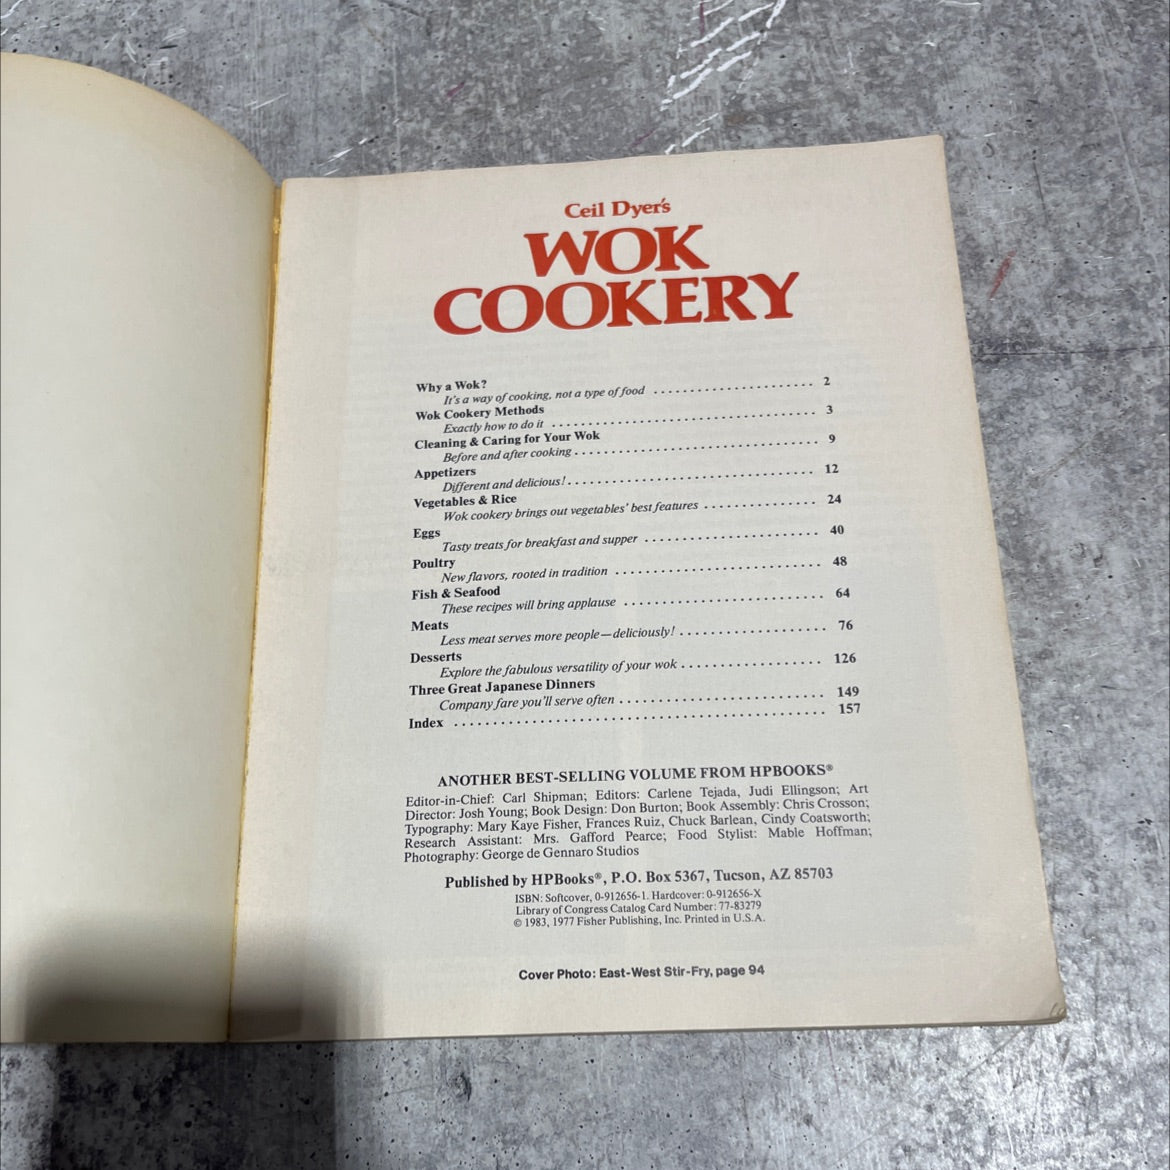 Ceil Dyer's
WOK
COOKERY
Why a Wok?
It's a way of cooking, not a type of food . . . . . . . . . . . . . . . . . . . . . . 2
Wok Cookery Methods
Exactly how to do it . . . . . . . . . . . . . . . . . . . . . . . . . . . . . . . . . . . 3
Cleaning & Caring for Your Wok
Before and after cooking . . . . . . . . . . . . . . . . . . . . . . . . . . . . . . . . 9
Appetizers
Different and delicious! . . . . . . . . . . . . . . . . . . . . . . . . . . . . . . . . 12
Vegetables & Rice
Wok cookery brings out vegetables' best features . . . . . . . . . . . . . . . 24
Eggs
Tasty treats for breakfast and supper . . . . . . . . . . . . . . . . . . . . . . . 40
Poultry
New flavors, rooted in tradition . . . . . . . . . . . . . . . . . . . . . . . . . . . 48
Fish & Seafood
These recipes will bring applause . . . . . . . . . . . . . . . . . . . . . . . . . . 64
Meats
Less meat serves more people—deliciously! . . . . . . . . . . . . . . . . . . . 76
Desserts
Explore the fabulous versatility of your wok . . . . . . . . . . . . . . . . . . . 126
Three Great Japanese Dinners
Company fare you'll serve often . . . . . . . . . . . . . . . . . . . . . . . . . . . 149
Index . . . . . . . . . . . . . . . . . . . . . . . . . . . . . . . . . . . . . . . . . . . . . . . . 157
ANOTHER BEST-SELLING VOLUME FROM HPBOOKS®
Editor-in-Chief: Carl Shipman; Editors: Carlene Tejada, Judi Ellingson; Art
Director: Josh Young; Book Design: Don Burton; Book Assembly: Chris Crosson;
Typography: Mary Kaye Fisher, Frances Ruiz, Chuck Barlean, Cindy Coatsworth;
Research Assistant: Mrs. Gafford Pearce; Food Stylist: Mable Hoffman;
Photography: George de Gennaro Studios
Published by HPBooks®, P.O. Box 5367, Tucson, AZ 85703
ISBN: Softcover, 0-912656-1. Hardcover: 0-912656-X
Library of Congress Catalog Card Number: 77-83279
© 1983, 1977 Fisher Publishing, Inc. Printed in U.S.A.
Cover Photo: East-West Stir-Fry, page 94